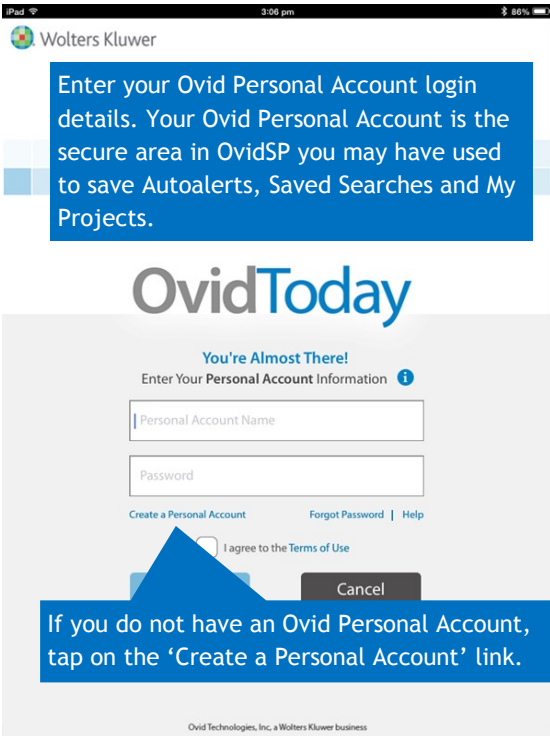 iPad 3:06 pm 86%
Wolters Kluwer
Enter your Ovid Personal Account login
details. Your Ovid Personal Account is the
secure area in OvidSP you may have used
to save Autoalerts, Saved Searches and My
Projects.
OvidToday
You're Almost There!
Enter Your Personal Account Information i
Personal Account Name
Password
Create a Personal Account Forgot Password | Help
I agree to the Terms of Use
Cancel
If you do not have an Ovid Personal Account,
tap on the ‘Create a Personal Account’ link.
Ovid Technologies, Inc, a Wolters Kluwer business